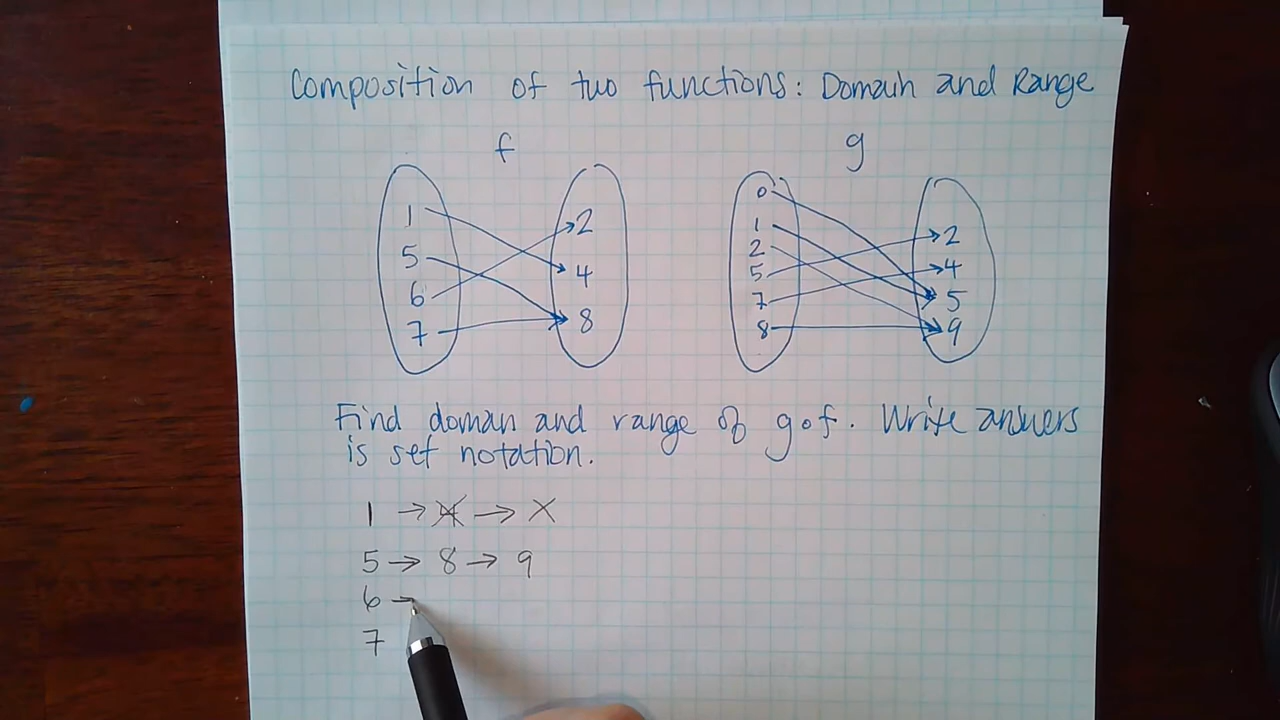 Composition of two functions: Domain and Range
f g
1 2
5 4
6 8
7
0 2
1 4
2 5
5 9
7
8
Find doman and range of g∘f. Write answers
is set notation.
1 → 4 → X
5 → 8 → 9
6 →
7